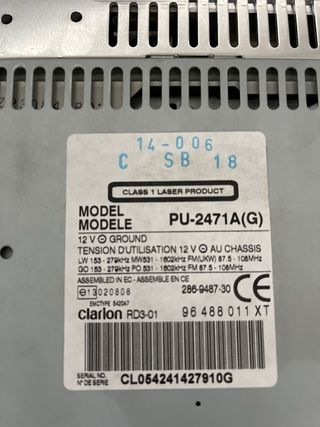 14-006
C SB 18
CLASS 1 LASER PRODUCT
MODEL
MODELE PU-2471A(G)
12 V ⊖ GROUND
TENSION D'UTILISATION 12 V ⊖ AU CHASSIS
LW 153 - 279kHz MW531 - 1602kHz FM(UKW) 87.5 - 108MHz
GO 153 - 279kHz PO 531 - 1602kHz FM 87.5 - 108MHz
ASSEMBLED IN EC - ASSEMBLE EN CE
e13 020808 286-9487-30 CE
EMCTYPE 542047
clarion RD3-01 96 488 011 XT
SERIAL NO.
N° DE SERIE CL054241427910G